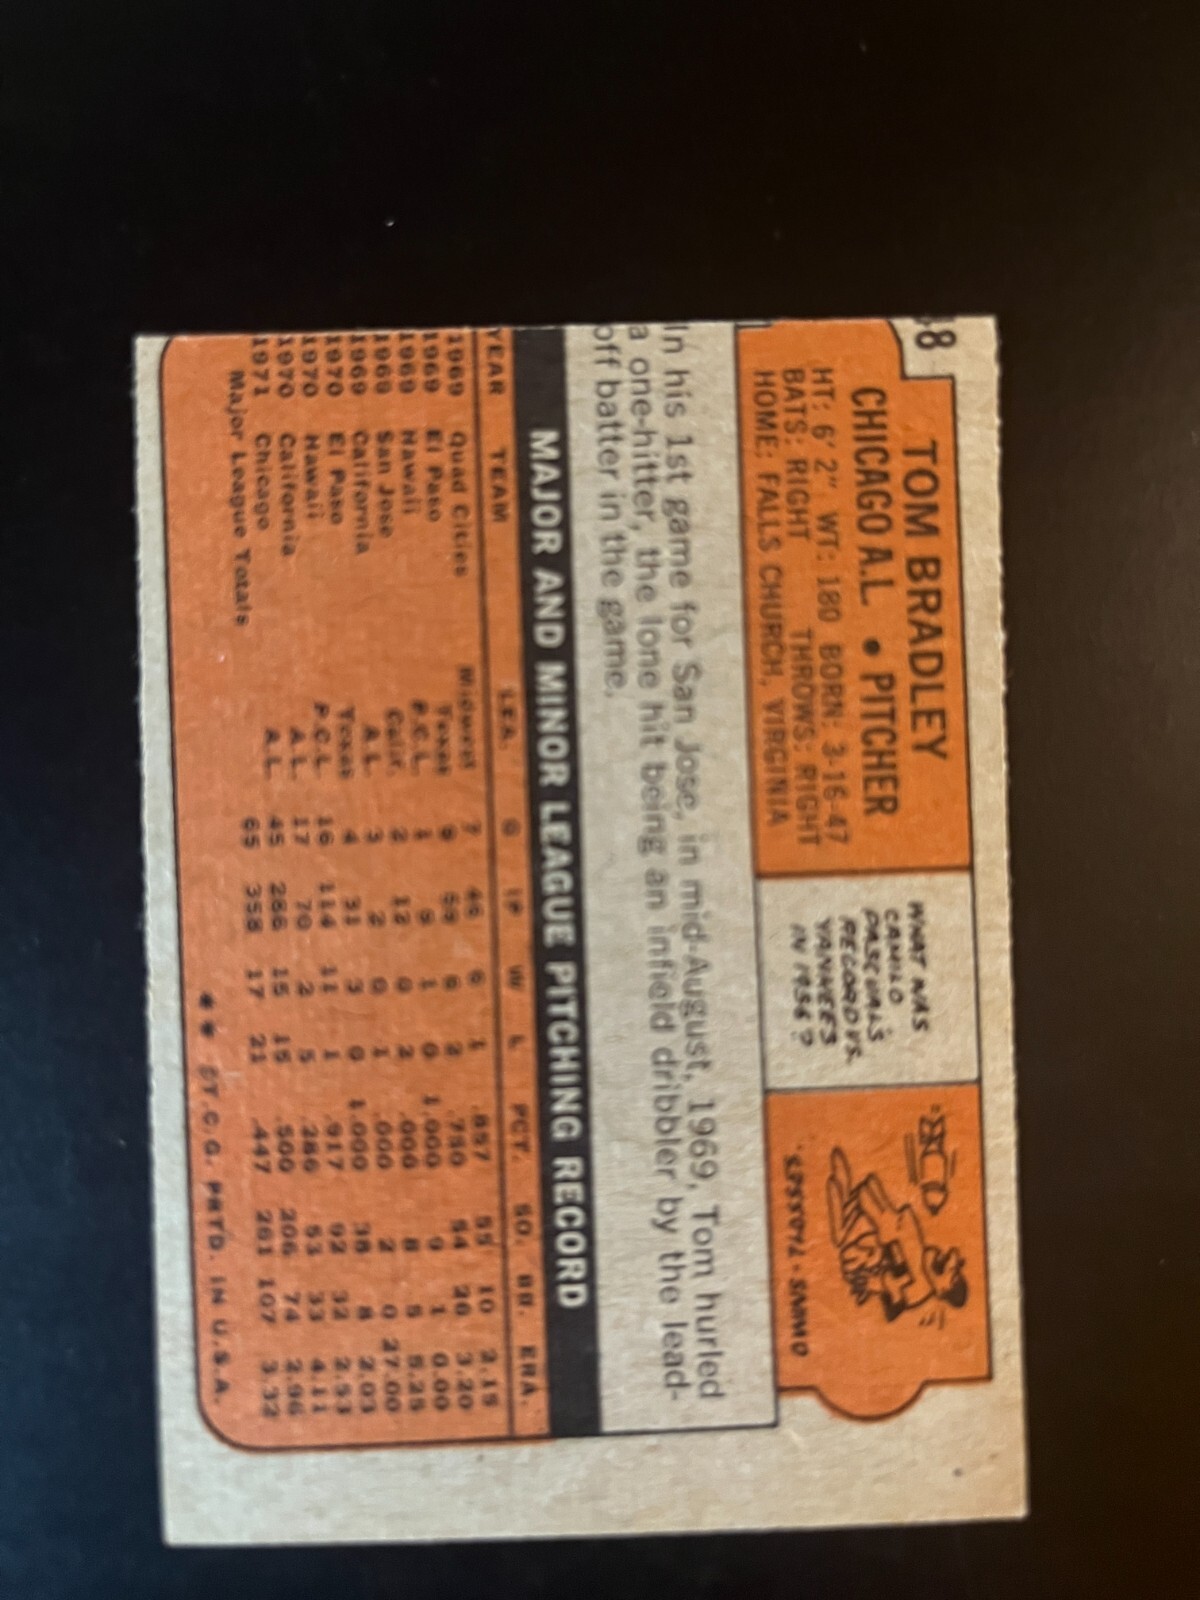 48
TOM BRADLEY
CHICAGO A.L. • PITCHER
HT: 6' 2" WT: 180 BORN: 3-16-47
BATS: RIGHT THROWS: RIGHT
HOME: FALLS CHURCH, VIRGINIA
WHAT WAS
CAMILO
PASCUAL'S
RECORD VS.
YANKEES
IN 1956?
OWINS - 7 LOSSES.
In his 1st game for San Jose, in mid-August, 1969, Tom hurled
a one-hitter, the lone hit being an infield dribbler by the lead-
off batter in the game.
MAJOR AND MINOR LEAGUE PITCHING RECORD
YEAR TEAM LEA. G IP W L PCT. SO. BB. ERA.
1969 Quad Cities Midwest 7 46 6 1 .857 55 10 2.15
1969 El Paso Texas 9 59 6 2 .750 54 26 3.20
1969 Hawaii P.C.L. 1 9 1 0 1.000 9 1 0.00
1969 San Jose Calif. 2 12 0 2 .000 8 5 5.25
1969 California A.L. 3 2 0 1 .000 2 0 27.00
1970 El Paso Texas 4 31 3 0 1.000 38 8 2.03
1970 Hawaii P.C.L. 16 114 11 1 .917 92 32 2.53
1970 California A.L. 17 70 2 5 .286 53 33 4.11
1971 Chicago A.L. 45 286 15 15 .500 206 74 2.96
Major League Totals 65 358 17 21 .447 261 107 3.32
** ©T.C.G. PRTD. IN U.S.A.